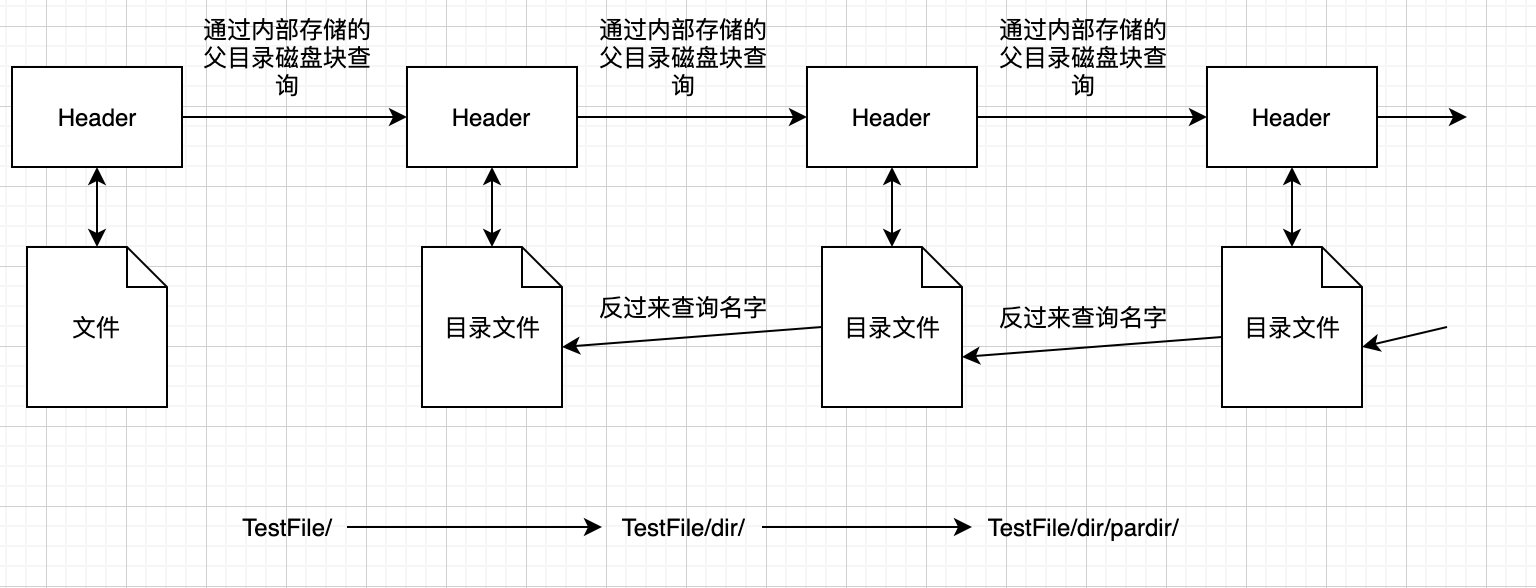 通过内部存储的
父目录磁盘块查
询
通过内部存储的
父目录磁盘块查
询
通过内部存储的
父目录磁盘块查
询
Header
Header
Header
Header
反过来查询名字
反过来查询名字
文件
目录文件
目录文件
目录文件
TestFile/
TestFile/dir/
TestFile/dir/pardir/